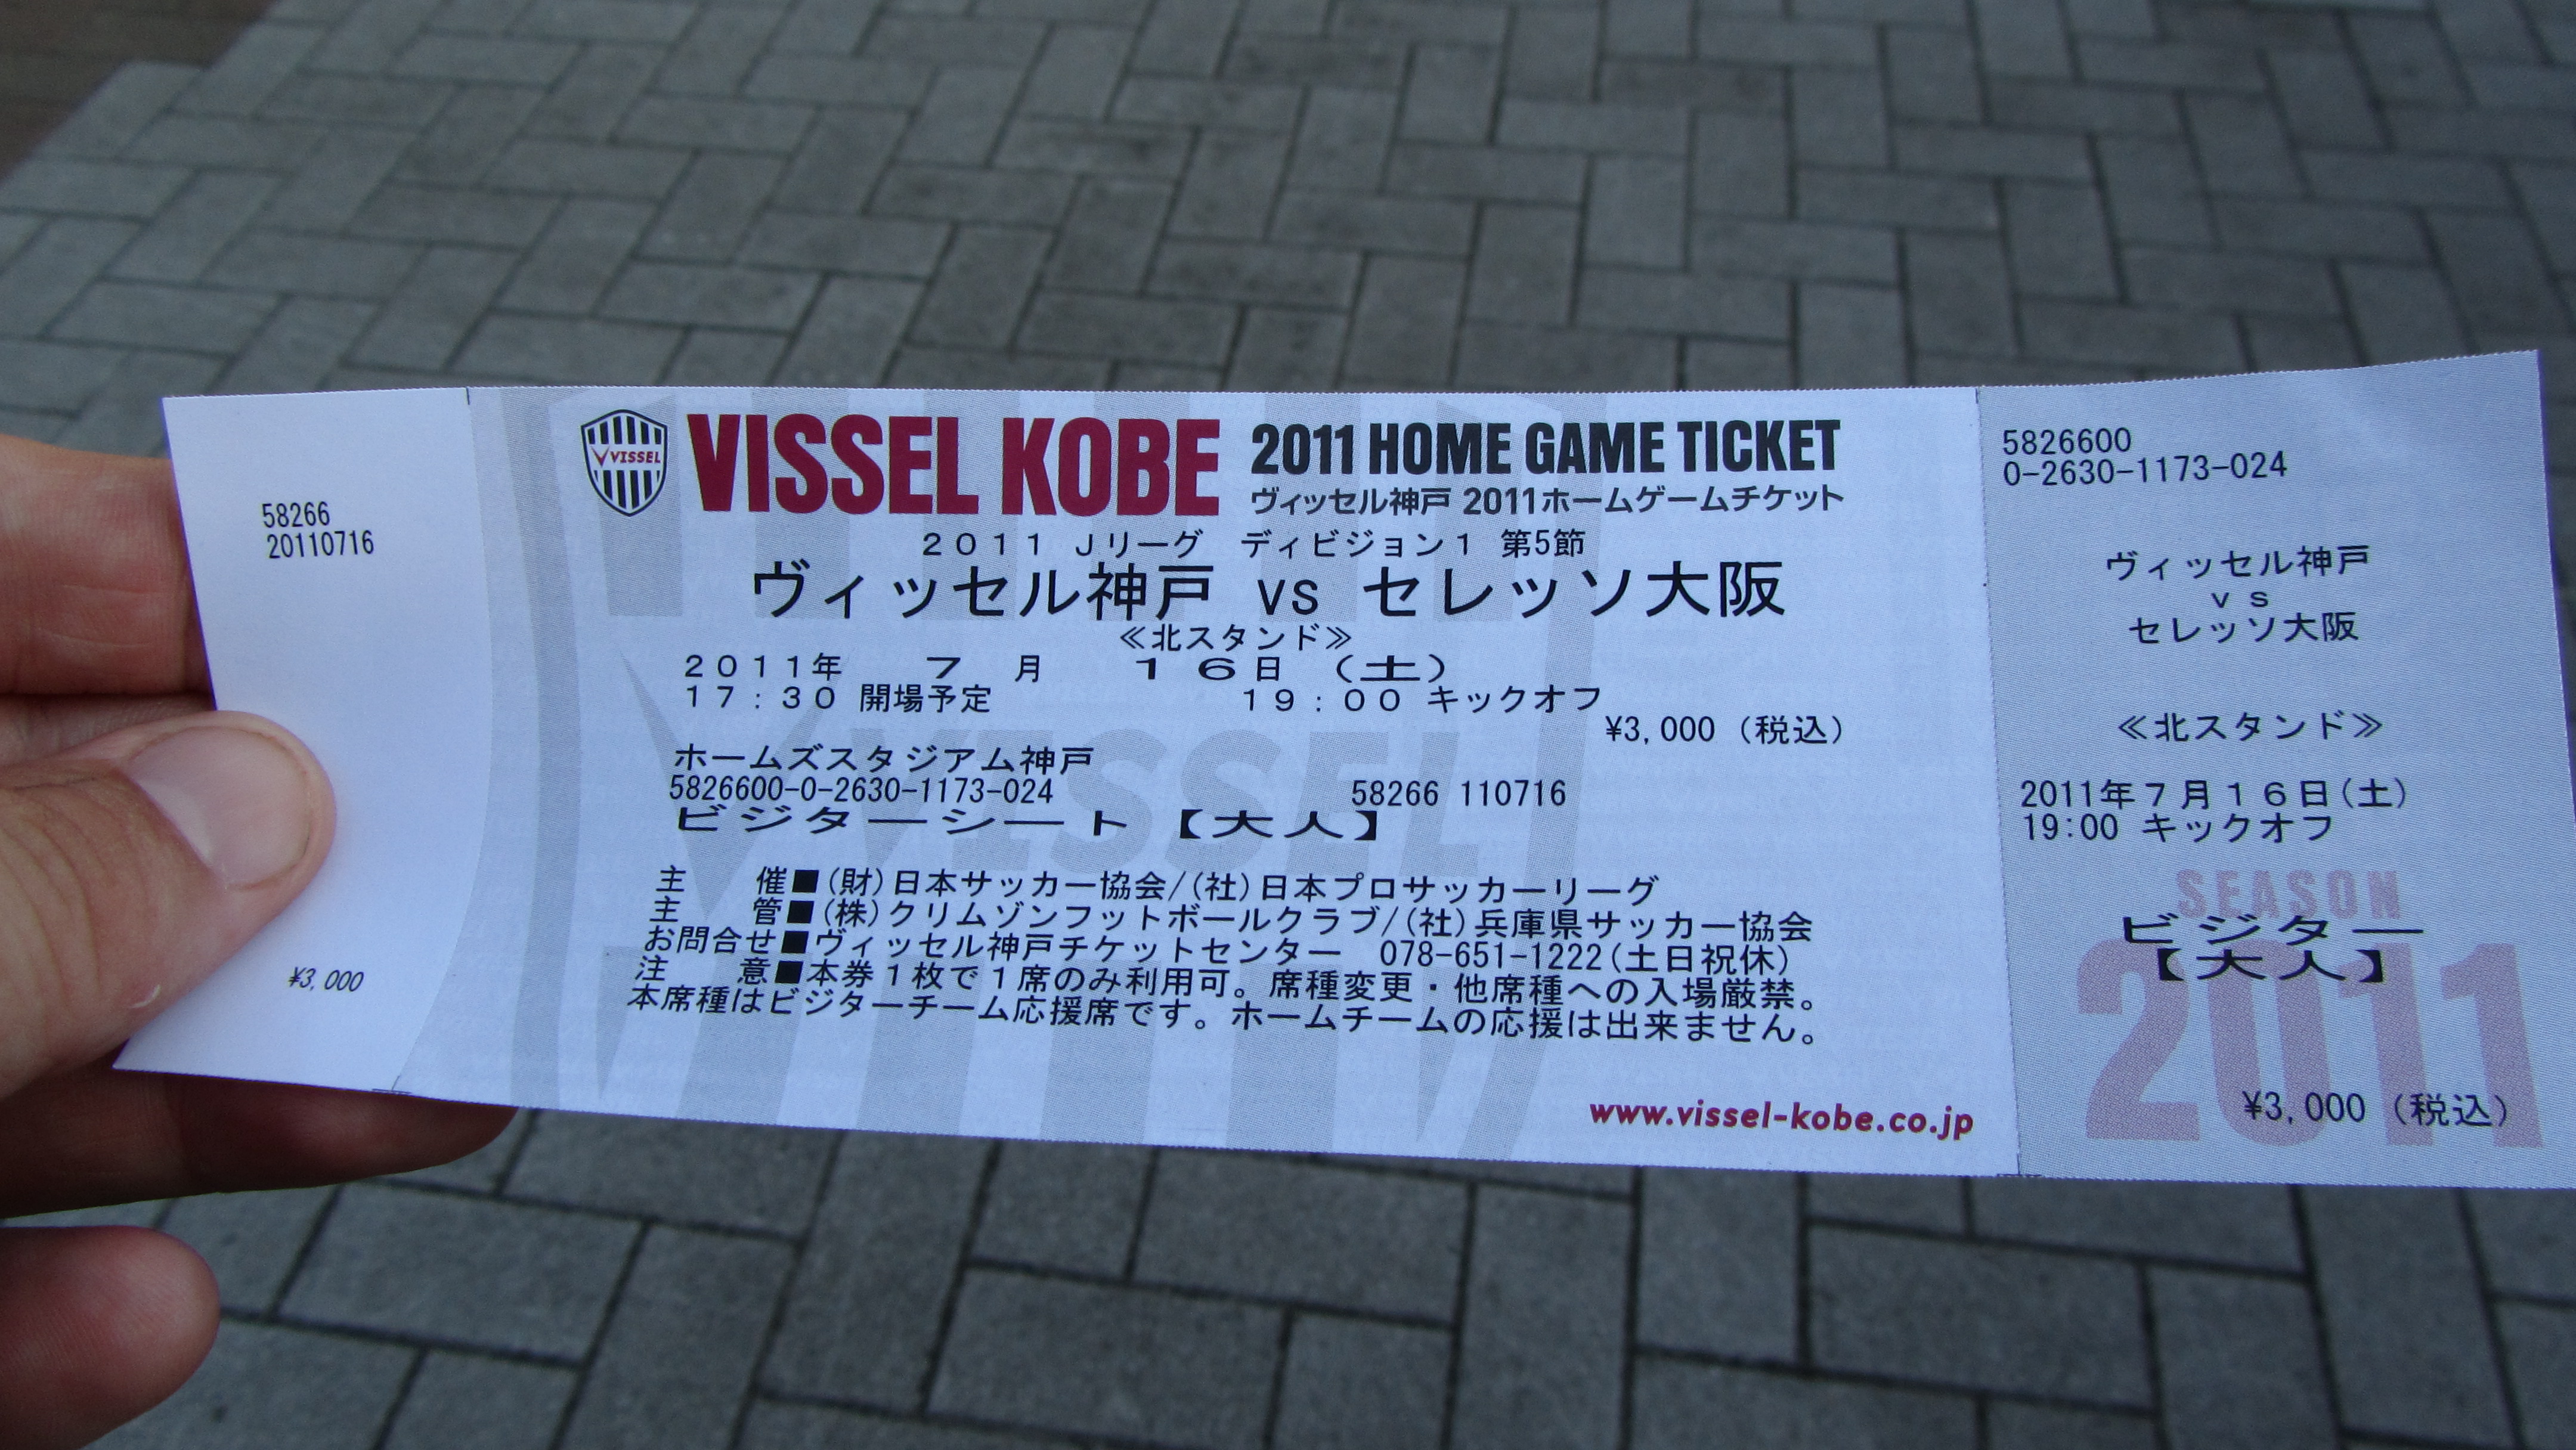 58266
20110716
¥3,000
VISSEL
VISSEL KOBE
2011 HOME GAME TICKET
ヴィッセル神戸 2011ホームゲームチケット
2011 Jリーグ ディビジョン1 第5節
ヴィッセル神戸 vs セレッソ大阪
≪北スタンド≫
2011年 7 月 16日 (土)
17:30 開場予定 19:00 キックオフ
¥3,000 (税込)
ホームズスタジアム神戸
5826600-0-2630-1173-024 58266 110716
ビジターシート【大人】
主 催■(財)日本サッカー協会/(社)日本プロサッカーリーグ
主 管■(株)クリムゾンフットボールクラブ/(社)兵庫県サッカー協会
お問合せ■ヴィッセル神戸チケットセンター 078-651-1222(土日祝休)
注 意■本券1枚で1席のみ利用可。席種変更・他席種への入場厳禁。
本席種はビジターチーム応援席です。ホームチームの応援は出来ません。
VISSEL
www.vissel-kobe.co.jp
5826600
0-2630-1173-024
ヴィッセル神戸
vs
セレッソ大阪
≪北スタンド≫
2011年7月16日(土)
19:00 キックオフ
SEASON
2011
ビジター
【大人】
¥3,000 (税込)